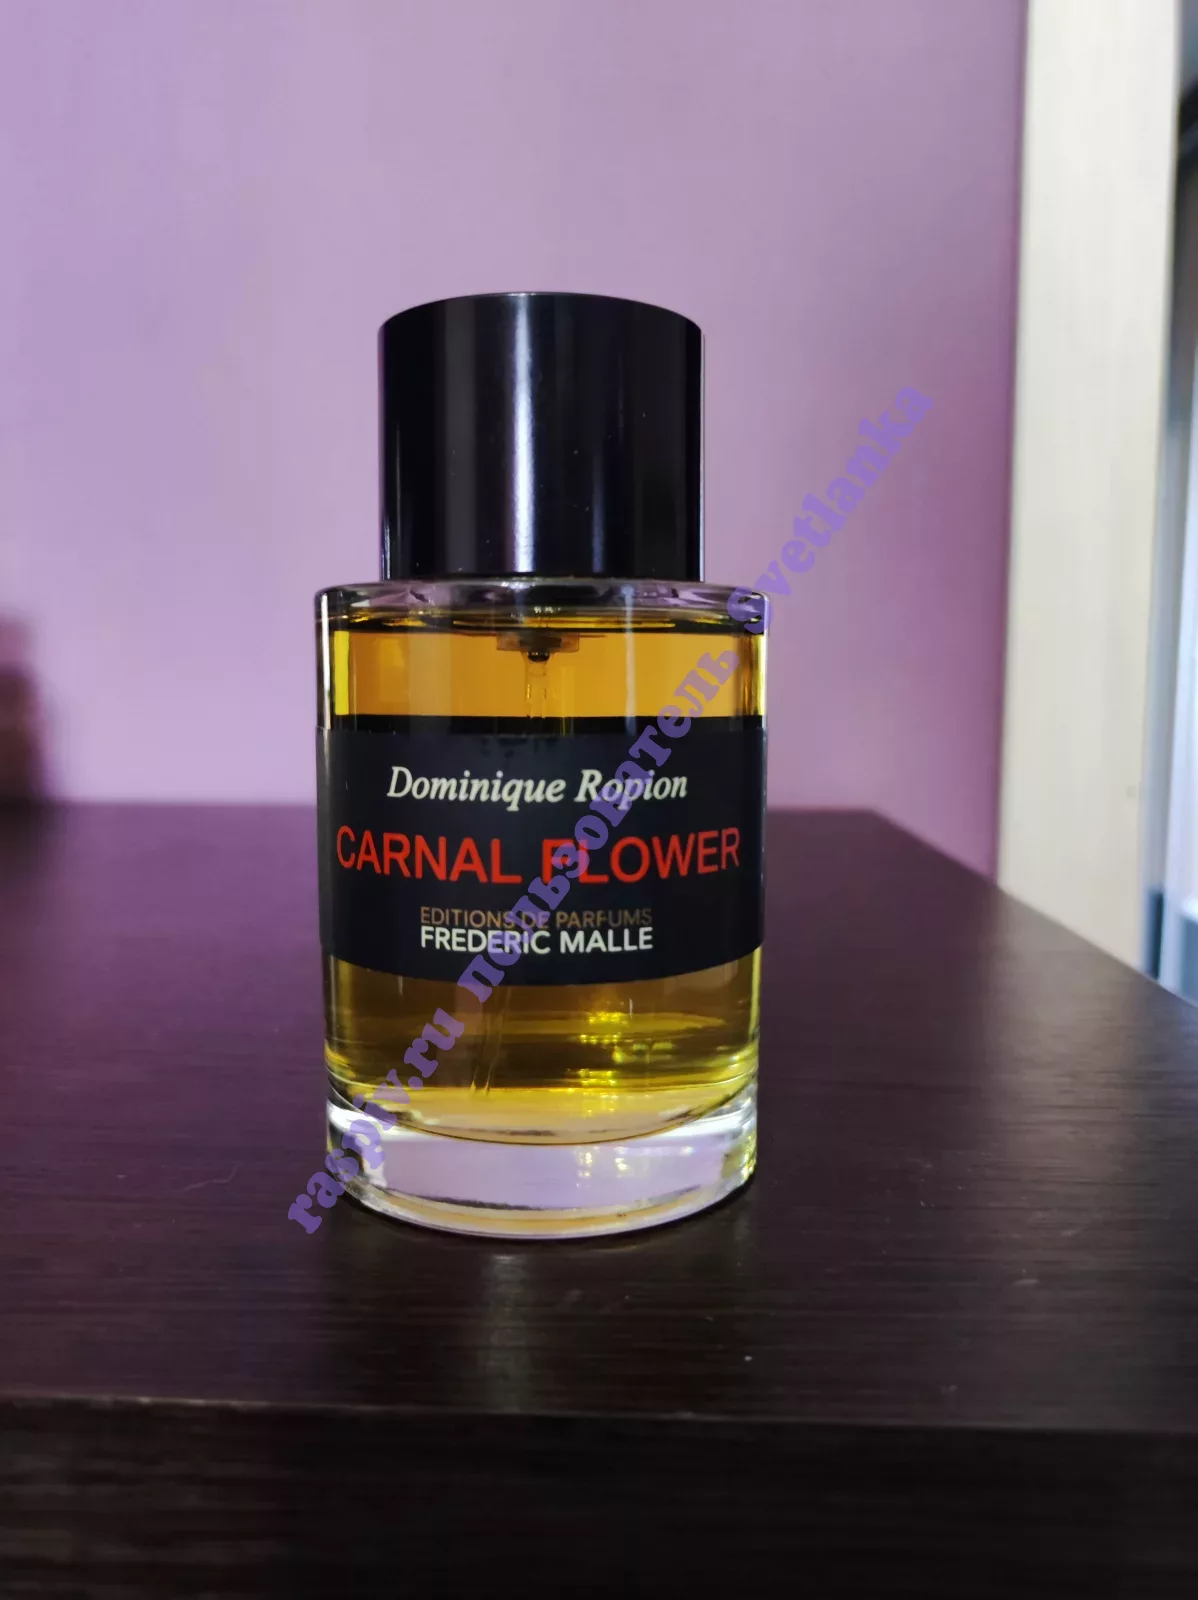 Dominique Ropion
CARNAL FLOWER
EDITIONS DE PARFUMS
FREDERIC MALLE
raspiv.ru пользователь Svetlanka